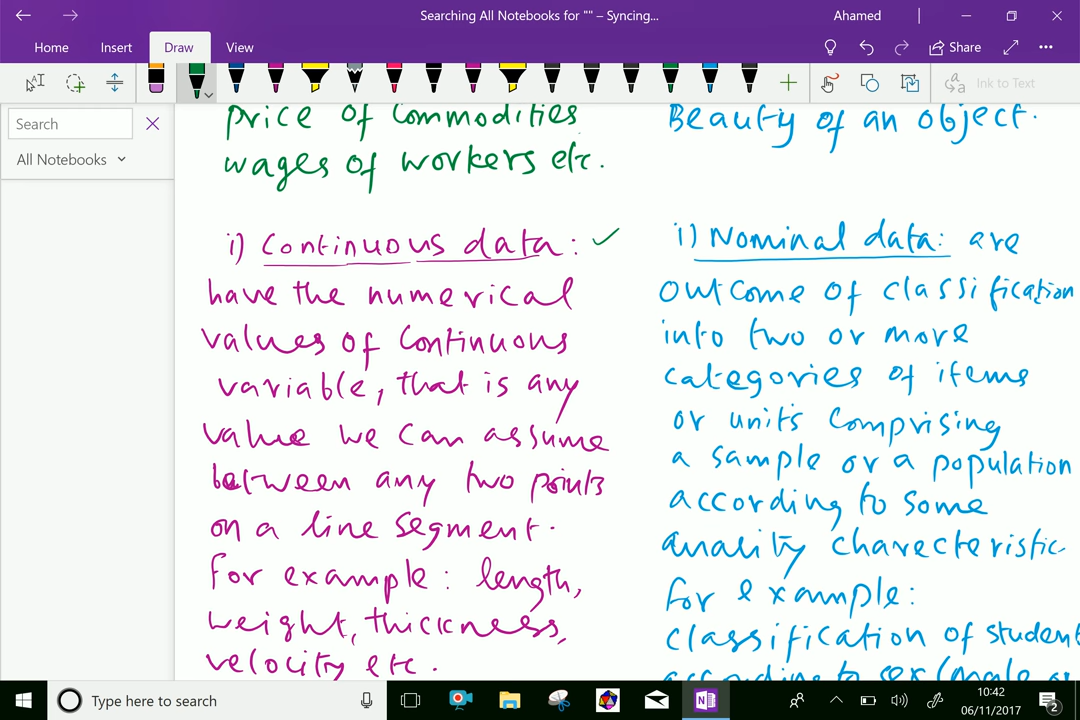 Searching All Notebooks for "" – Syncing...
Ahamed
Home
Insert
Draw
View
Share
Ink to Text
Search
All Notebooks
Price of Commodities
wages of workers etc.
i) Continuous data:
have the numerical
values of Continuous
variable, that is any
value we can assume
between any two points
on a line segment.
For example: length,
weight, thickness,
velocity etc.
Beauty of an object.
i) Nominal data: are
outcome of classification
into two or more
categories of items
or units comprising
a sample or a population
according to some
quality charecteristic
For example:
classification of student
according to sex (male
Type here to search
10:42
06/11/2017
2